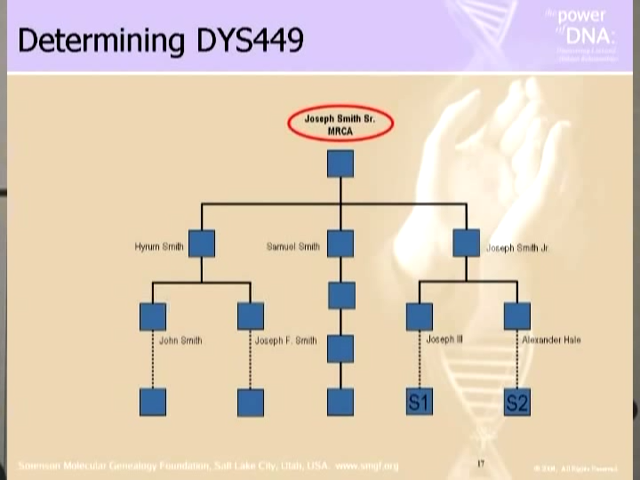 Determining DYS449
power
of DNA:
Joseph Smith Sr.
MRCA
Hyrum Smith
Samuel Smith
Joseph Smith Jr.
John Smith
Joseph F. Smith
Joseph III
Alexander Hale
S1
S2
Sorenson Molecular Genealogy Foundation, Salt Lake City, Utah, USA www.smgf.org
17
All Rights Reserved